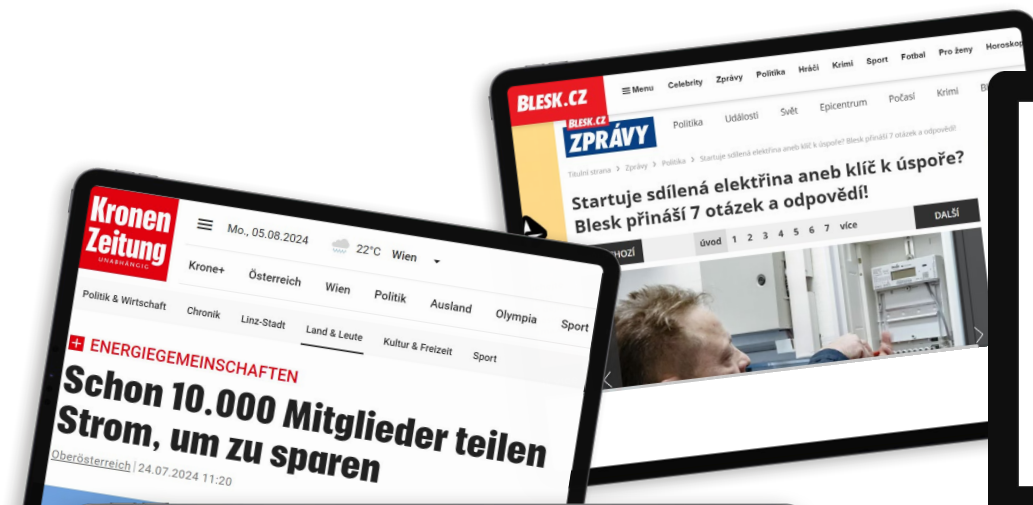 BLESK.CZ
Menu Celebrity Zprávy Politika Hráči Krimi Sport Fotbal Pro ženy Horoskop
BLESK.CZ
ZPRÁVY
Politika Události Svět Epicentrum Počasí Krimi
Titulní strana > Zprávy > Politika > Startuje sdílená elektřina aneb klíč k úspoře? Blesk přináší 7 otázek a odpovědí!
Startuje sdílená elektřina aneb klíč k úspoře?
Blesk přináší 7 otázek a odpovědí!
úvod 1 2 3 4 5 6 7 více
DALŠÍ
Kronen
Zeitung
UNABHÄNGIG
Mo., 05.08.2024 22°C Wien
Krone+ Österreich Wien Politik Ausland Olympia Sport
Politik & Wirtschaft Chronik Linz-Stadt Land & Leute Kultur & Freizeit Sport
+ ENERGIEGEMEINSCHAFTEN
Schon 10.000 Mitglieder teilen
Strom, um zu sparen
Oberösterreich | 24.07.2024 11:20